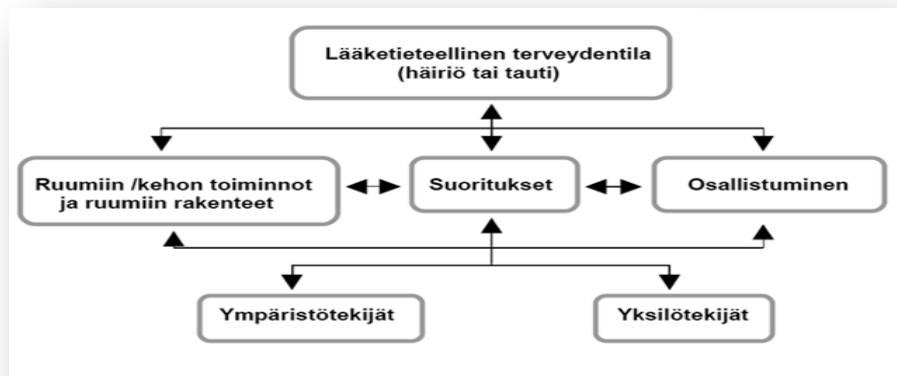 Lääketieteellinen terveydentila
(häiriö tai tauti)
Ruumiin /kehon toiminnot
ja ruumiin rakenteet
Suoritukset
Osallistuminen
Ympäristötekijät
Yksilötekijät